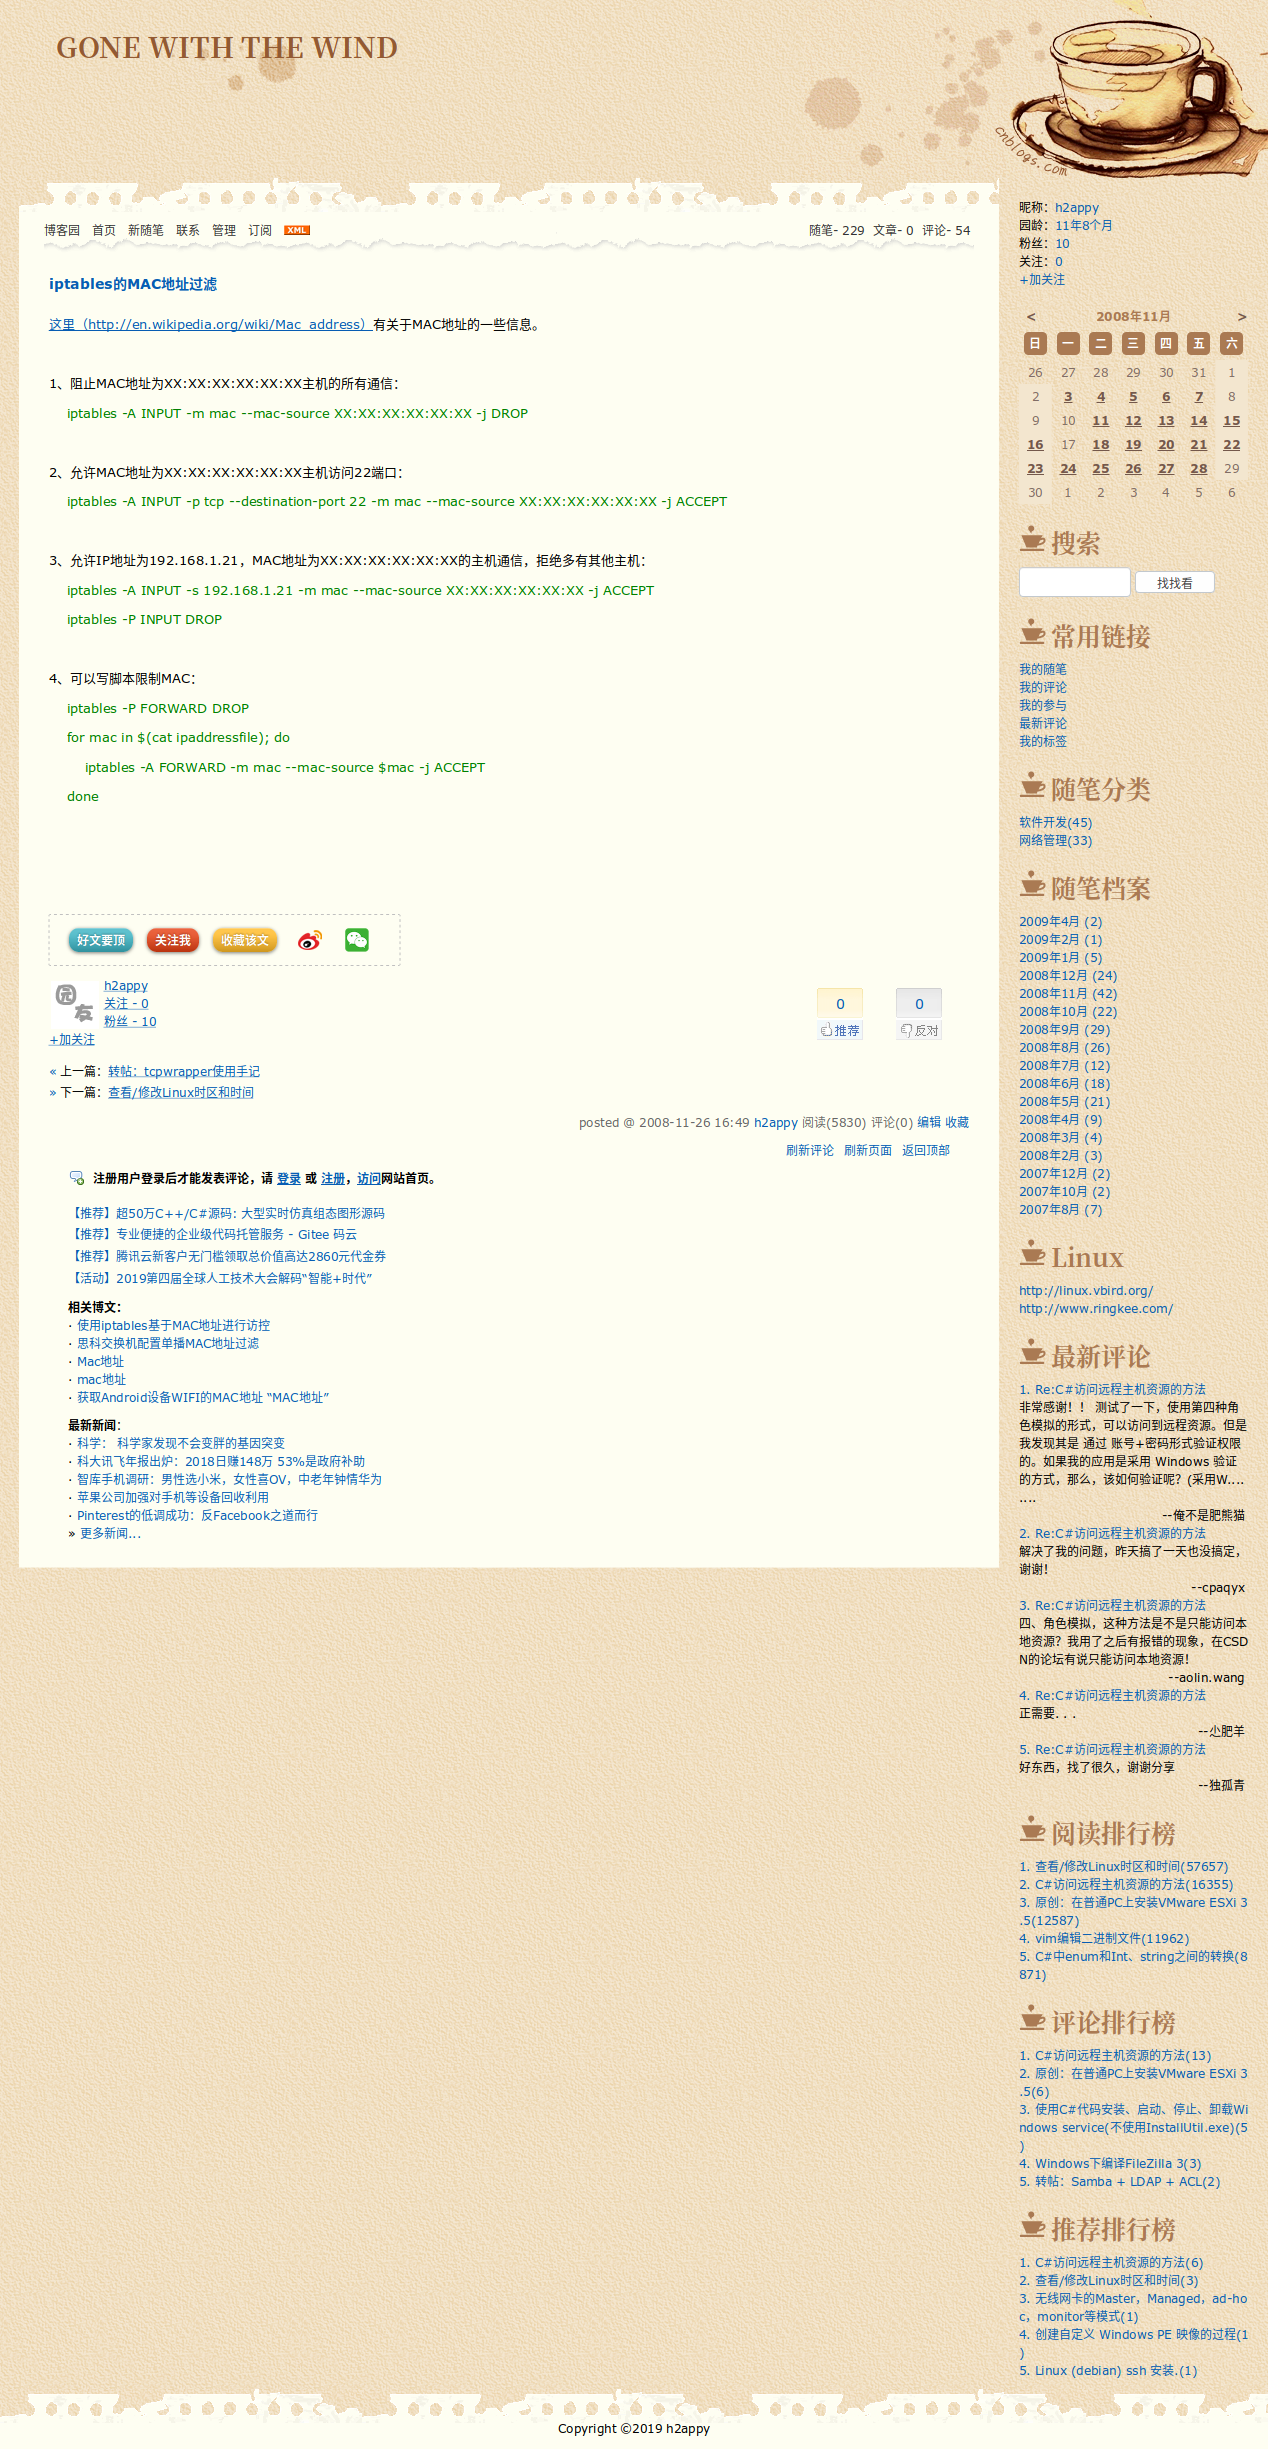 GONE WITH THE WIND
cnblogs.com
博客园 首页 新随笔 联系 管理 订阅 XML
随笔- 229 文章- 0 评论- 54
iptables的MAC地址过滤
这里（http://en.wikipedia.org/wiki/Mac_address）有关于MAC地址的一些信息。
1、阻止MAC地址为XX:XX:XX:XX:XX:XX主机的所有通信：
iptables -A INPUT -m mac --mac-source XX:XX:XX:XX:XX:XX -j DROP
2、允许MAC地址为XX:XX:XX:XX:XX:XX主机访问22端口：
iptables -A INPUT -p tcp --destination-port 22 -m mac --mac-source XX:XX:XX:XX:XX:XX -j ACCEPT
3、允许IP地址为192.168.1.21，MAC地址为XX:XX:XX:XX:XX:XX的主机通信，拒绝多有其他主机：
iptables -A INPUT -s 192.168.1.21 -m mac --mac-source XX:XX:XX:XX:XX:XX -j ACCEPT
iptables -P INPUT DROP
4、可以写脚本限制MAC：
iptables -P FORWARD DROP
for mac in $(cat ipaddressfile); do
iptables -A FORWARD -m mac --mac-source $mac -j ACCEPT
done
好文要顶 关注我 收藏该文
园友
h2appy
关注 - 0
粉丝 - 10
+加关注
0 0
推荐 反对
« 上一篇：转帖：tcpwrapper使用手记
» 下一篇：查看/修改Linux时区和时间
posted @ 2008-11-26 16:49 h2appy 阅读(5830) 评论(0) 编辑 收藏
刷新评论 刷新页面 返回顶部
注册用户登录后才能发表评论，请 登录 或 注册，访问网站首页。
【推荐】超50万C++/C#源码: 大型实时仿真组态图形源码
【推荐】专业便捷的企业级代码托管服务 - Gitee 码云
【推荐】腾讯云新客户无门槛领取总价值高达2860元代金券
【活动】2019第四届全球人工技术大会解码“智能+时代”
相关博文：
· 使用iptables基于MAC地址进行访控
· 思科交换机配置单播MAC地址过滤
· Mac地址
· mac地址
· 获取Android设备WIFI的MAC地址 “MAC地址”
最新新闻：
· 科学： 科学家发现不会变胖的基因突变
· 科大讯飞年报出炉：2018日赚148万 53%是政府补助
· 智库手机调研：男性选小米，女性喜OV，中老年钟情华为
· 苹果公司加强对手机等设备回收利用
· Pinterest的低调成功：反Facebook之道而行
» 更多新闻...
昵称：h2appy
园龄：11年8个月
粉丝：10
关注：0
+加关注
< 2008年11月 >
日 一 二 三 四 五 六
26 27 28 29 30 31 1
2 3 4 5 6 7 8
9 10 11 12 13 14 15
16 17 18 19 20 21 22
23 24 25 26 27 28 29
30 1 2 3 4 5 6
搜索
找找看
常用链接
我的随笔
我的评论
我的参与
最新评论
我的标签
随笔分类
软件开发(45)
网络管理(33)
随笔档案
2009年4月 (2)
2009年2月 (1)
2009年1月 (5)
2008年12月 (24)
2008年11月 (42)
2008年10月 (22)
2008年9月 (29)
2008年8月 (26)
2008年7月 (12)
2008年6月 (18)
2008年5月 (21)
2008年4月 (9)
2008年3月 (4)
2008年2月 (3)
2007年12月 (2)
2007年10月 (2)
2007年8月 (7)
Linux
http://linux.vbird.org/
http://www.ringkee.com/
最新评论
1. Re:C#访问远程主机资源的方法
非常感谢！！ 测试了一下，使用第四种角
色模拟的形式，可以访问到远程资源。但是
我发现其是 通过 账号+密码形式验证权限
的。如果我的应用是采用 Windows 验证
的方式，那么，该如何验证呢？(采用W....
....
--俺不是肥熊猫
2. Re:C#访问远程主机资源的方法
解决了我的问题，昨天搞了一天也没搞定，
谢谢！
--cpaqyx
3. Re:C#访问远程主机资源的方法
四、角色模拟，这种方法是不是只能访问本
地资源？我用了之后有报错的现象，在CSD
N的论坛有说只能访问本地资源！
--aolin.wang
4. Re:C#访问远程主机资源的方法
正需要. . .
--尐肥羊
5. Re:C#访问远程主机资源的方法
好东西，找了很久，谢谢分享
--独孤青
阅读排行榜
1. 查看/修改Linux时区和时间(57657)
2. C#访问远程主机资源的方法(16355)
3. 原创：在普通PC上安装VMware ESXi 3
.5(12587)
4. vim编辑二进制文件(11962)
5. C#中enum和Int、string之间的转换(8
871)
评论排行榜
1. C#访问远程主机资源的方法(13)
2. 原创：在普通PC上安装VMware ESXi 3
.5(6)
3. 使用C#代码安装、启动、停止、卸载Wi
ndows service(不使用InstallUtil.exe)(5
)
4. Windows下编译FileZilla 3(3)
5. 转帖：Samba + LDAP + ACL(2)
推荐排行榜
1. C#访问远程主机资源的方法(6)
2. 查看/修改Linux时区和时间(3)
3. 无线网卡的Master，Managed，ad-ho
c，monitor等模式(1)
4. 创建自定义 Windows PE 映像的过程(1
)
5. Linux (debian) ssh 安装.(1)
Copyright ©2019 h2appy